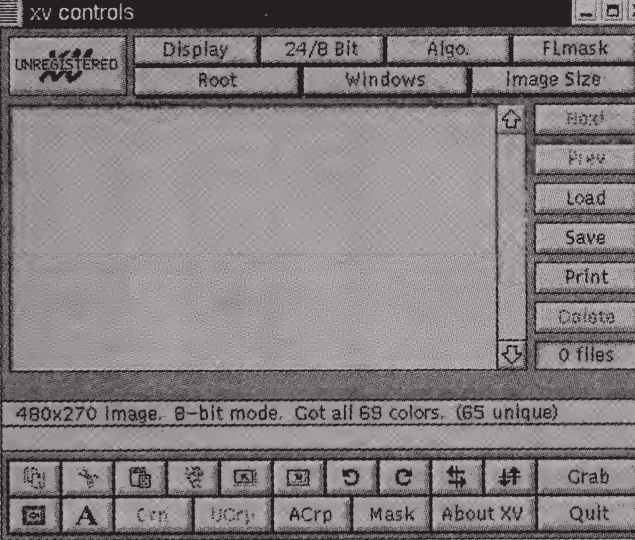 xv controls
UNREGISTERED
Display 24/8 Bit Algo. FLmask
Root Windows Image Size
Next
Prev
Load
Save
Print
Delete
0 files
480x270 image. 8-bit mode. Got all 69 colors. (65 unique)
Grab
A Crp UCrp ACrp Mask About XV Quit